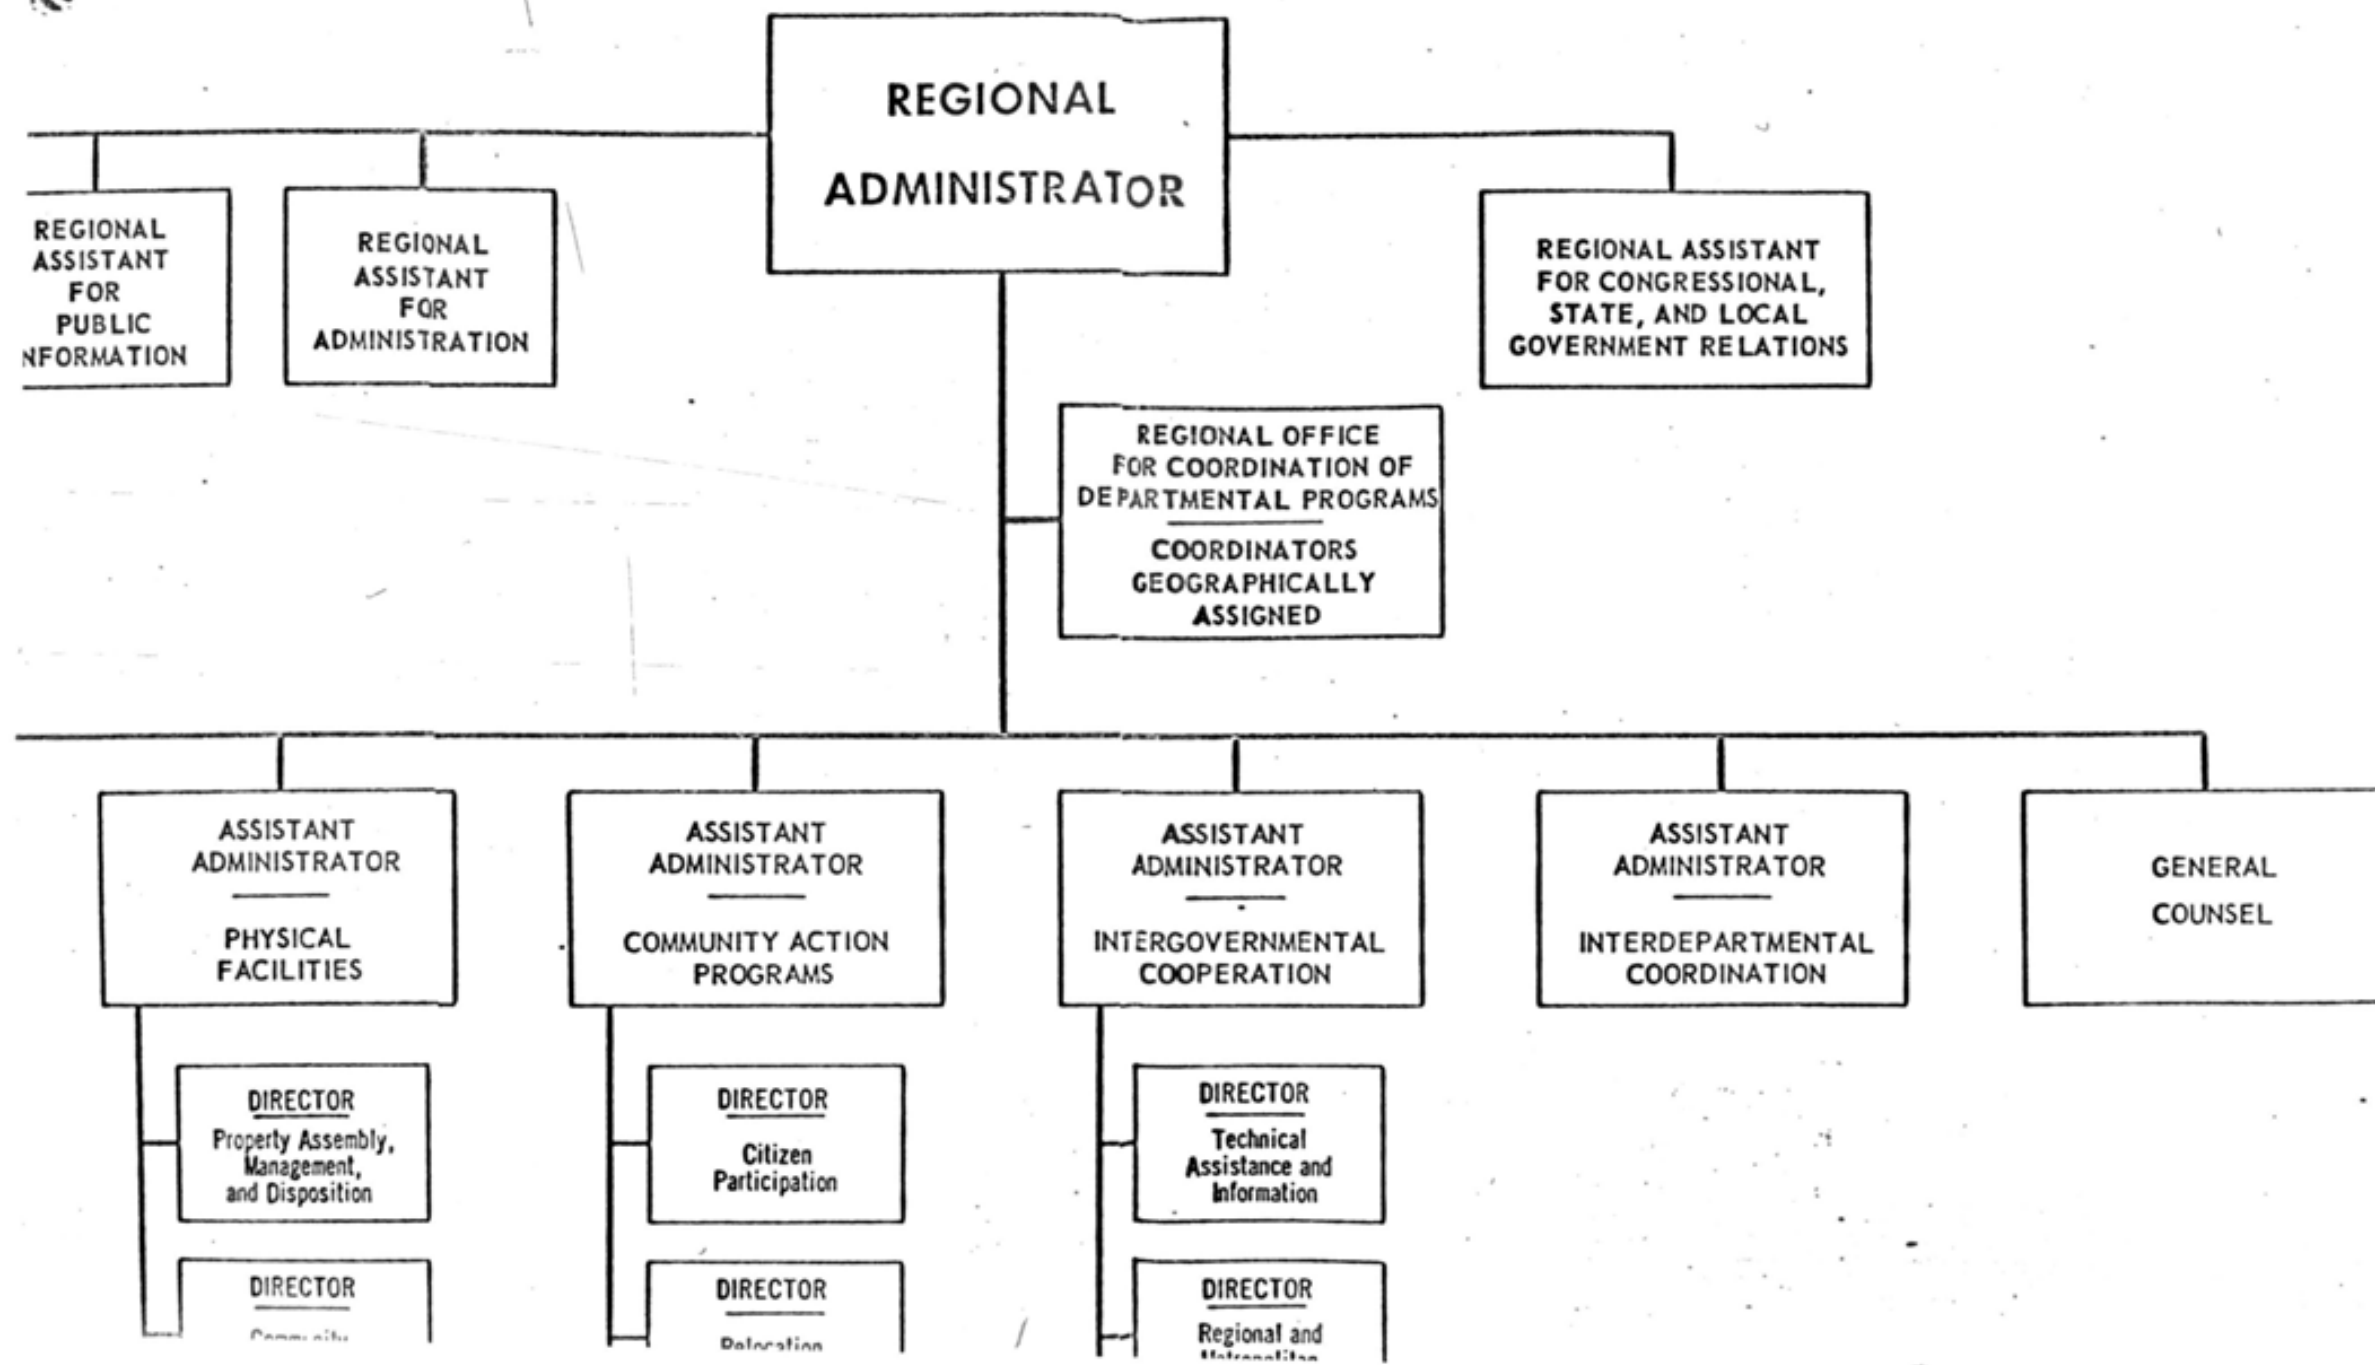 REGIONAL
ADMINISTRATOR
REGIONAL
ASSISTANT
FOR
PUBLIC
NFORMATION
REGIONAL
ASSISTANT
FOR
ADMINISTRATION
REGIONAL ASSISTANT
FOR CONGRESSIONAL,
STATE, AND LOCAL
GOVERNMENT RELATIONS
REGIONAL OFFICE
FOR COORDINATION OF
DEPARTMENTAL PROGRAMS
COORDINATORS
GEOGRAPHICALLY
ASSIGNED
ASSISTANT
ADMINISTRATOR
PHYSICAL
FACILITIES
ASSISTANT
ADMINISTRATOR
COMMUNITY ACTION
PROGRAMS
ASSISTANT
ADMINISTRATOR
INTERGOVERNMENTAL
COOPERATION
ASSISTANT
ADMINISTRATOR
INTERDEPARTMENTAL
COORDINATION
GENERAL
COUNSEL
DIRECTOR
Property Assembly,
Management,
and Disposition
DIRECTOR
Citizen
Participation
DIRECTOR
Technical
Assistance and
Information
DIRECTOR
Community
DIRECTOR
Relocation
DIRECTOR
Regional and
Metropolitan